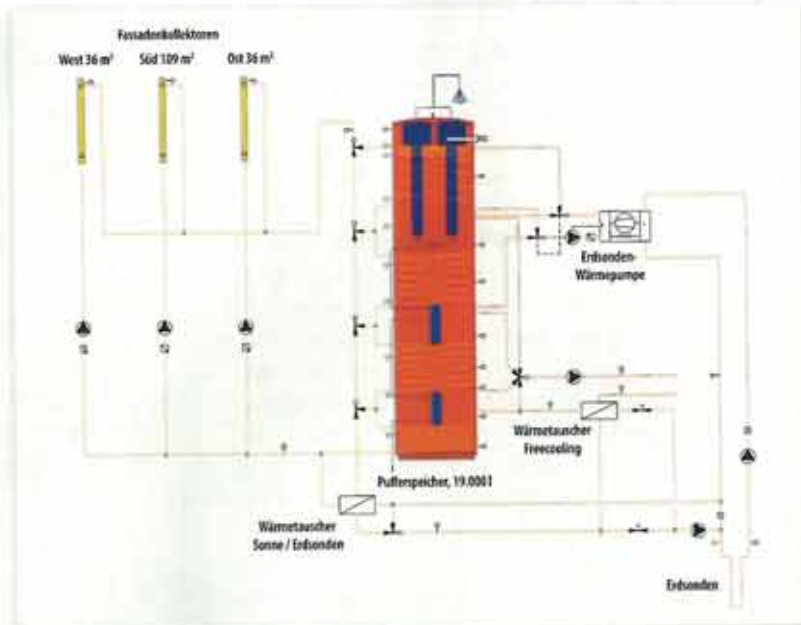 Fassadenkollektoren
West 36 m²
Süd 109 m²
Ost 36 m²
Erdsonden-
Wärmepumpe
Wärmetauscher
Freecooling
Pufferspeicher, 19.000 l
Wärmetauscher
Sonne / Erdsonden
Erdsonden